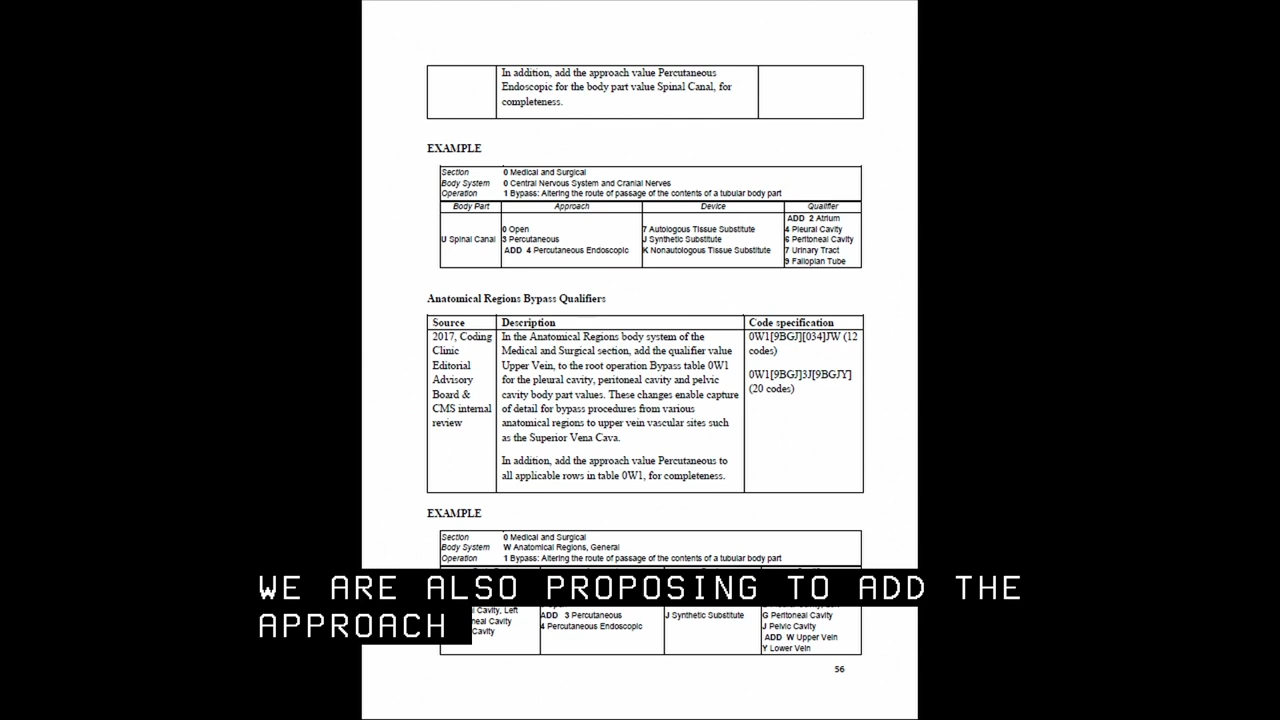 In addition, add the approach value Percutaneous
Endoscopic for the body part value Spinal Canal, for
completeness.
EXAMPLE
Section 0 Medical and Surgical
Body System 0 Central Nervous System and Cranial Nerves
Operation 1 Bypass: Altering the route of passage of the contents of a tubular body part
Body Part Approach Device Qualifier
U Spinal Canal
0 Open
3 Percutaneous
ADD 4 Percutaneous Endoscopic
7 Autologous Tissue Substitute
J Synthetic Substitute
K Nonautologous Tissue Substitute
ADD 2 Atrium
4 Pleural Cavity
6 Peritoneal Cavity
7 Urinary Tract
9 Fallopian Tube
Anatomical Regions Bypass Qualifiers
Source Description Code specification
2017, Coding
Clinic
Editorial
Advisory
Board &
CMS internal
review
In the Anatomical Regions body system of the
Medical and Surgical section, add the qualifier value
Upper Vein, to the root operation Bypass table 0W1
for the pleural cavity, peritoneal cavity and pelvic
cavity body part values. These changes enable capture
of detail for bypass procedures from various
anatomical regions to upper vein vascular sites such
as the Superior Vena Cava.
In addition, add the approach value Percutaneous to
all applicable rows in table 0W1, for completeness.
0W1[9BGJ][034]JW (12
codes)
0W1[9BGJ]3J[9BGJY]
(20 codes)
EXAMPLE
Section 0 Medical and Surgical
Body System W Anatomical Regions, General
Operation 1 Bypass: Altering the route of passage of the contents of a tubular body part
WE ARE ALSO PROPOSING TO ADD THE
APPROACH
Cavity, Left
Cavity
Cavity
ADD 3 Percutaneous
4 Percutaneous Endoscopic
J Synthetic Substitute
G Peritoneal Cavity
J Pelvic Cavity
ADD W Upper Vein
Y Lower Vein
56